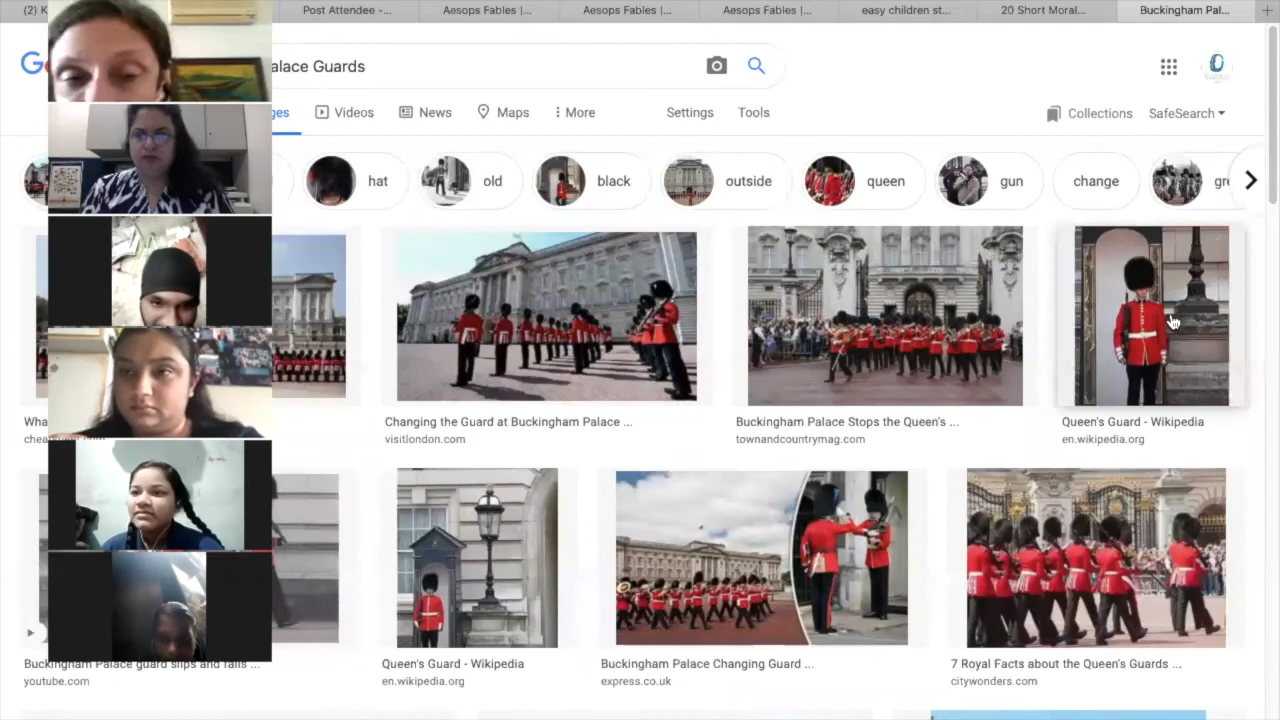 Post Attendee -...
Aesops Fables |...
Aesops Fables |...
Aesops Fables |...
easy children st...
20 Short Moral...
Buckingham Pal...
alace Guards
Videos
News
Maps
More
Settings
Tools
Collections
SafeSearch
hat
old
black
outside
queen
gun
change
Changing the Guard at Buckingham Palace ...
visitlondon.com
Buckingham Palace Stops the Queen's ...
townandcountrymag.com
Queen's Guard - Wikipedia
en.wikipedia.org
Buckingham Palace guard slips and falls ...
youtube.com
Queen's Guard - Wikipedia
en.wikipedia.org
Buckingham Palace Changing Guard ...
express.co.uk
7 Royal Facts about the Queen's Guards ...
citywonders.com